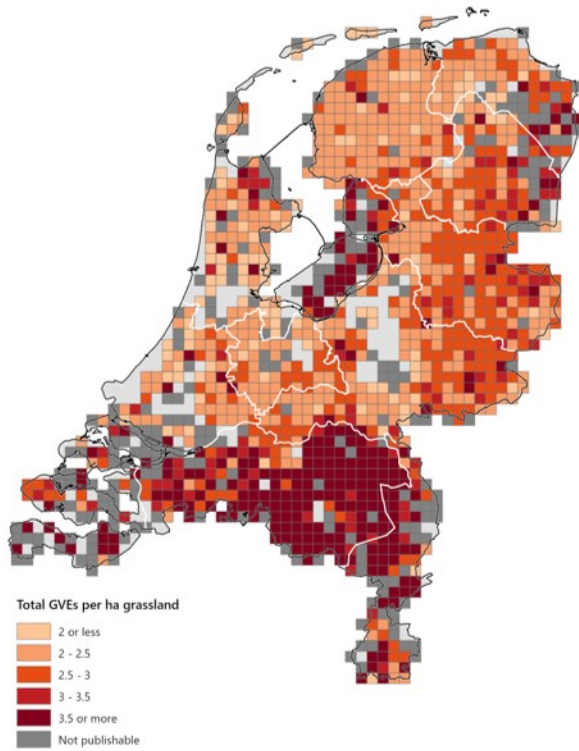 Total GVEs per ha grassland
2 or less
2 - 2.5
2.5 - 3
3 - 3.5
3.5 or more
Not publishable